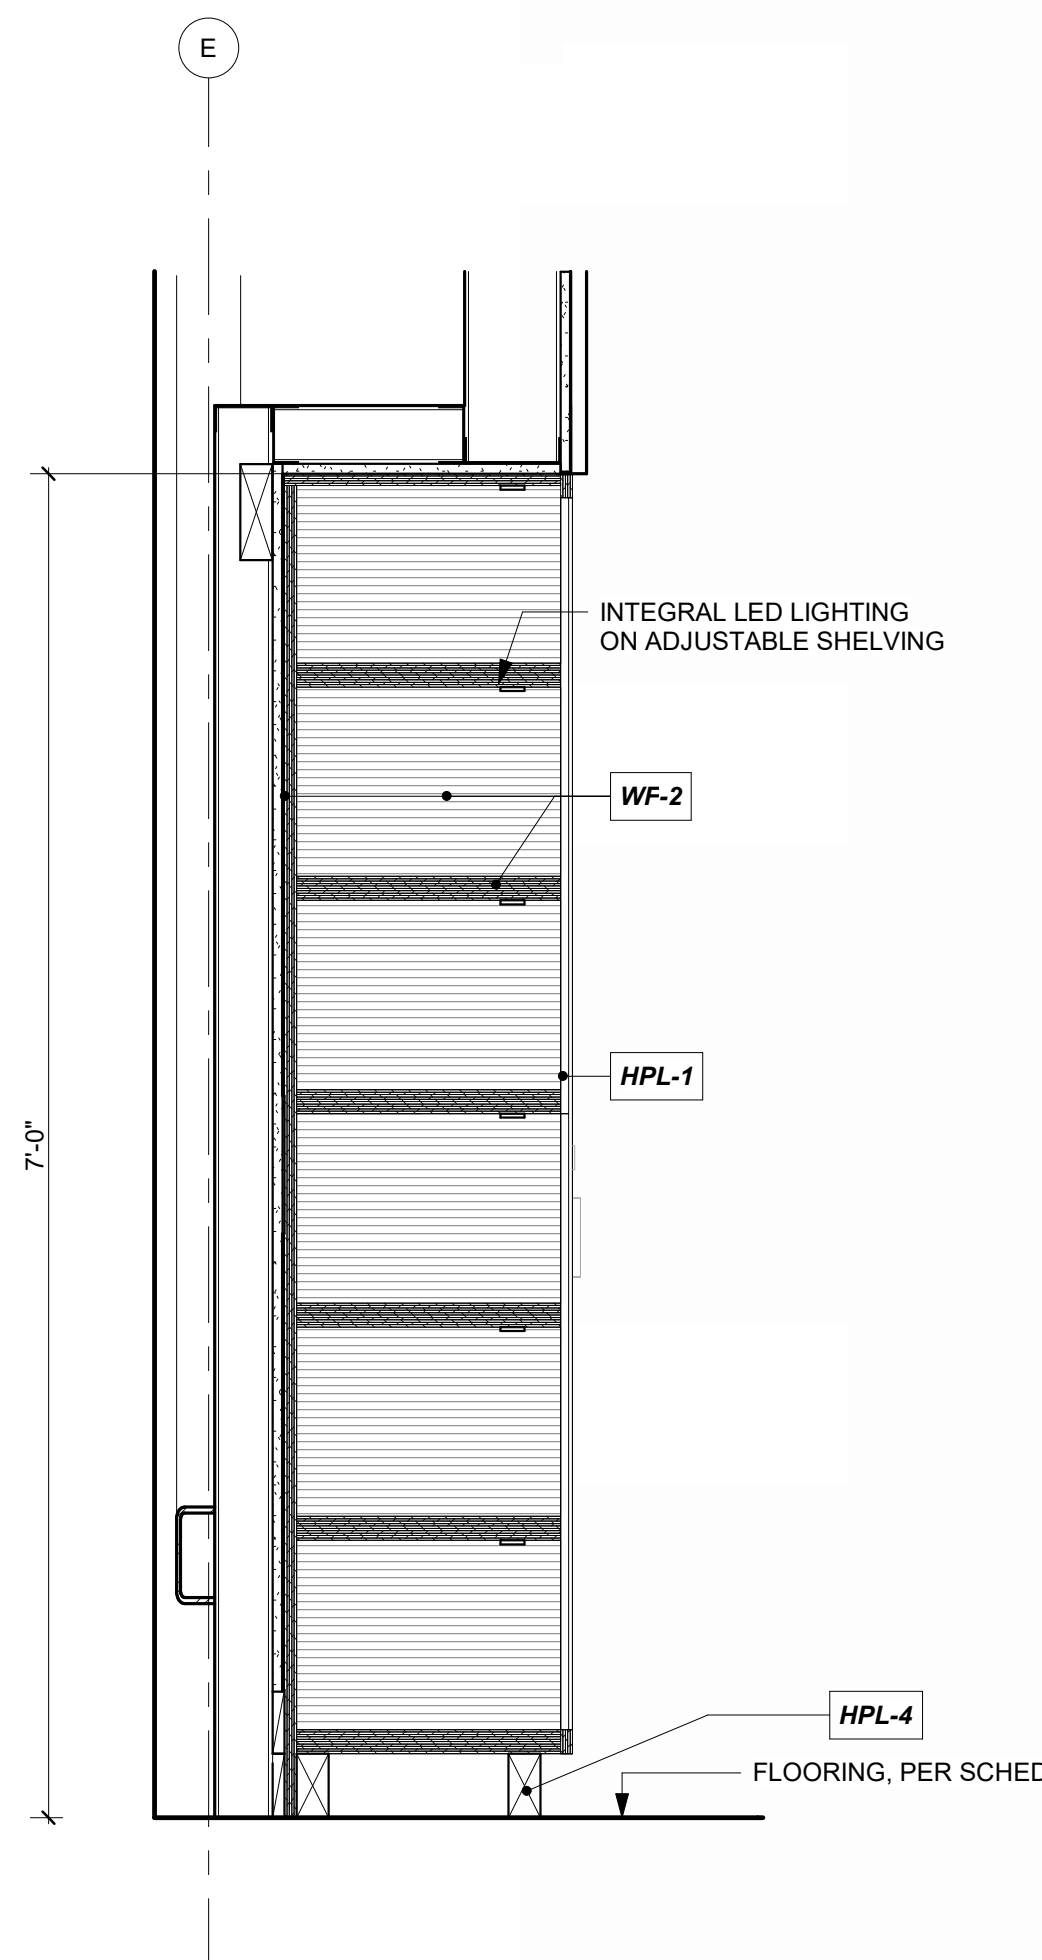 E
INTEGRAL LED LIGHTING
ON ADJUSTABLE SHELVING
WF-2
HPL-1
7'-0"
HPL-4
FLOORING, PER SCHED